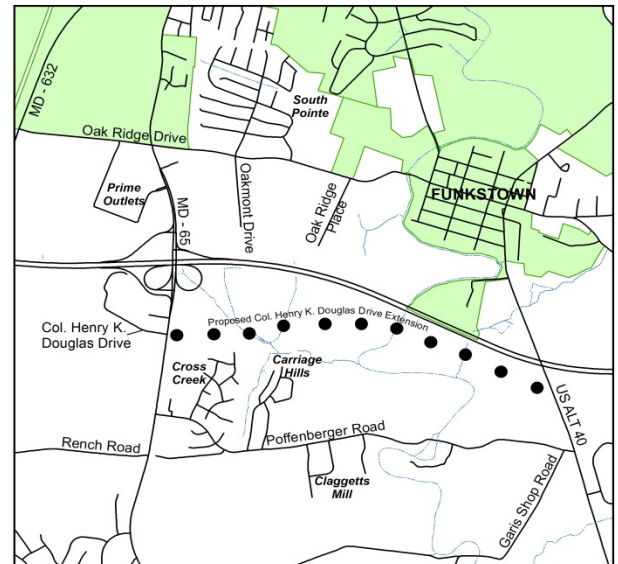 MD - 632
South
Pointe
Oak Ridge Drive
Prime
Outlets
MD - 65
Oakmont Drive
Oak Ridge
Place
FUNKSTOWN
Col. Henry K.
Douglas Drive
Proposed Col. Henry K. Douglas Drive Extension
Cross
Creek
Carriage
Hills
US ALT 40
Rench Road
Poffenberger Road
Claggetts
Mill
Garis Shop Road